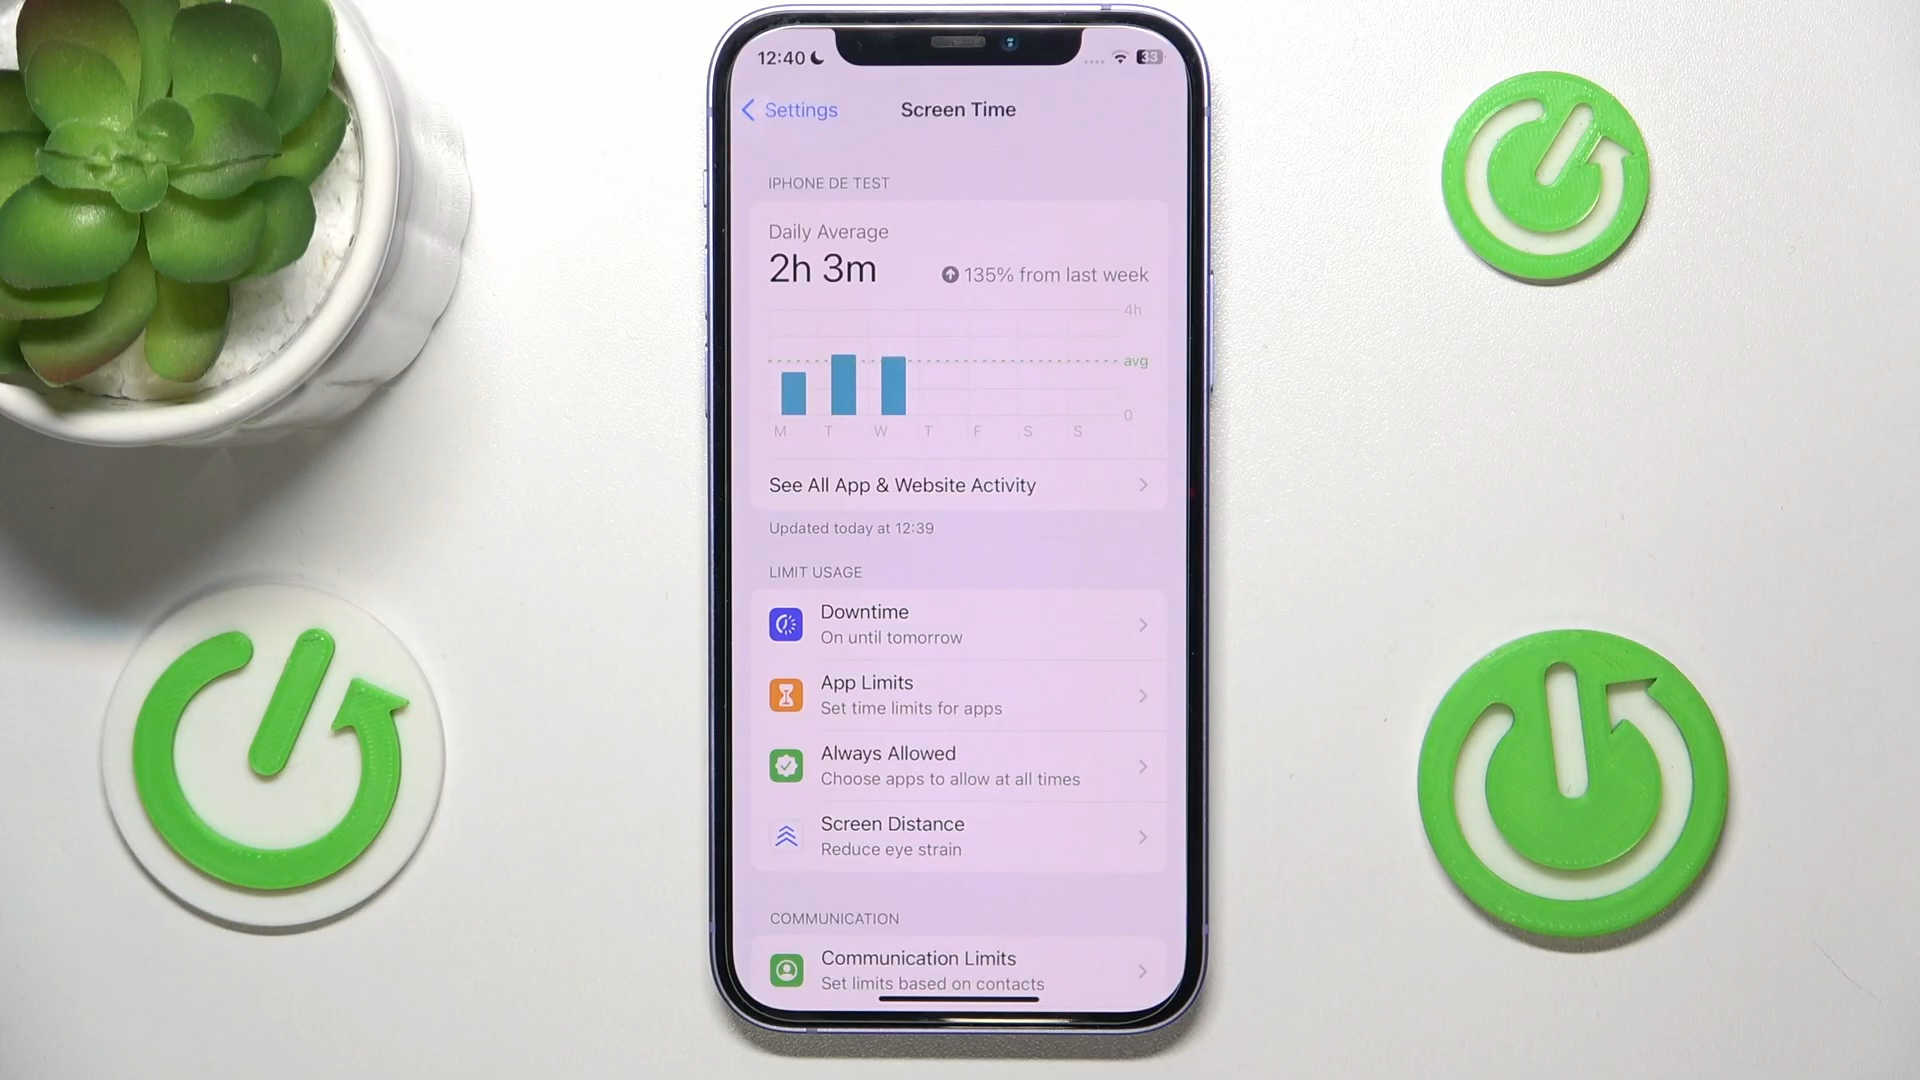 12:40
33
Settings
Screen Time
IPHONE DE TEST
Daily Average
2h 3m
135% from last week
4h
avg
0
M T W T F S S
See All App & Website Activity
Updated today at 12:39
LIMIT USAGE
Downtime
On until tomorrow
App Limits
Set time limits for apps
Always Allowed
Choose apps to allow at all times
Screen Distance
Reduce eye strain
COMMUNICATION
Communication Limits
Set limits based on contacts